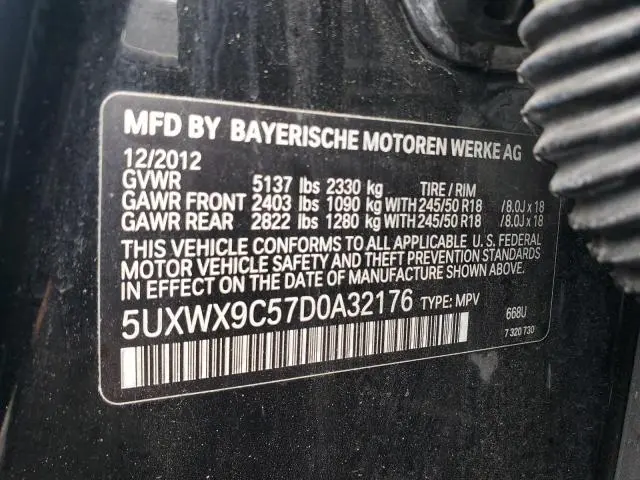 MFD BY BAYERISCHE MOTOREN WERKE AG
12/2012
GVWR 5137 lbs 2330 kg TIRE / RIM
GAWR FRONT 2403 lbs 1090 kg WITH 245/50 R18 / 8.0J x 18
GAWR REAR 2822 lbs 1280 kg WITH 245/50 R18 / 8.0J x 18
THIS VEHICLE CONFORMS TO ALL APPLICABLE U. S. FEDERAL
MOTOR VEHICLE SAFETY AND THEFT PREVENTION STANDARDS
IN EFFECT ON THE DATE OF MANUFACTURE SHOWN ABOVE.
5UXWX9C57D0A32176 TYPE: MPV 668U
7 320 730